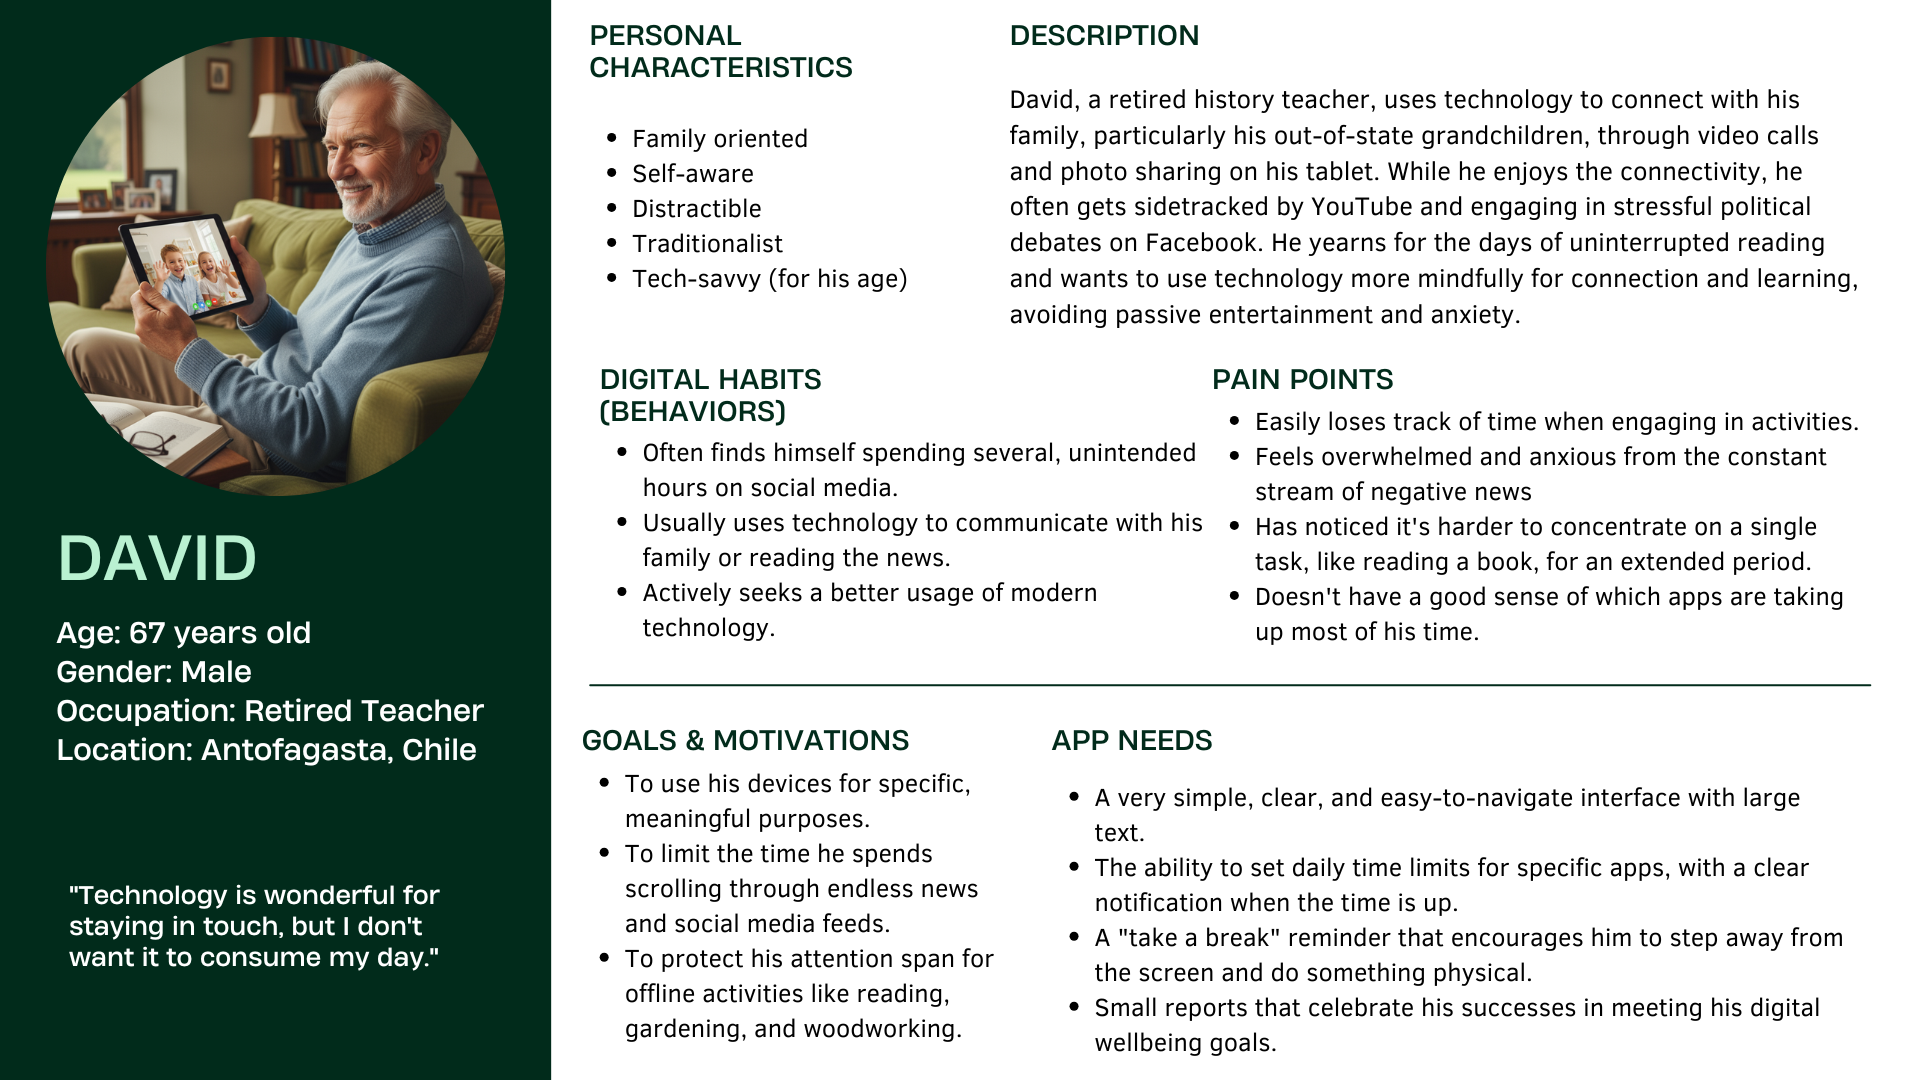 DAVID
Age: 67 years old
Gender: Male
Occupation: Retired Teacher
Location: Antofagasta, Chile
"Technology is wonderful for
staying in touch, but I don't
want it to consume my day."
PERSONAL
CHARACTERISTICS
• Family oriented
• Self-aware
• Distractible
• Traditionalist
• Tech-savvy (for his age)
DESCRIPTION
David, a retired history teacher, uses technology to connect with his
family, particularly his out-of-state grandchildren, through video calls
and photo sharing on his tablet. While he enjoys the connectivity, he
often gets sidetracked by YouTube and engaging in stressful political
debates on Facebook. He yearns for the days of uninterrupted reading
and wants to use technology more mindfully for connection and learning,
avoiding passive entertainment and anxiety.
DIGITAL HABITS
(BEHAVIORS)
• Often finds himself spending several, unintended
hours on social media.
• Usually uses technology to communicate with his
family or reading the news.
• Actively seeks a better usage of modern
technology.
PAIN POINTS
• Easily loses track of time when engaging in activities.
• Feels overwhelmed and anxious from the constant
stream of negative news
• Has noticed it's harder to concentrate on a single
task, like reading a book, for an extended period.
• Doesn't have a good sense of which apps are taking
up most of his time.
GOALS & MOTIVATIONS
• To use his devices for specific,
meaningful purposes.
• To limit the time he spends
scrolling through endless news
and social media feeds.
• To protect his attention span for
offline activities like reading,
gardening, and woodworking.
APP NEEDS
• A very simple, clear, and easy-to-navigate interface with large
text.
• The ability to set daily time limits for specific apps, with a clear
notification when the time is up.
• A "take a break" reminder that encourages him to step away from
the screen and do something physical.
• Small reports that celebrate his successes in meeting his digital
wellbeing goals.